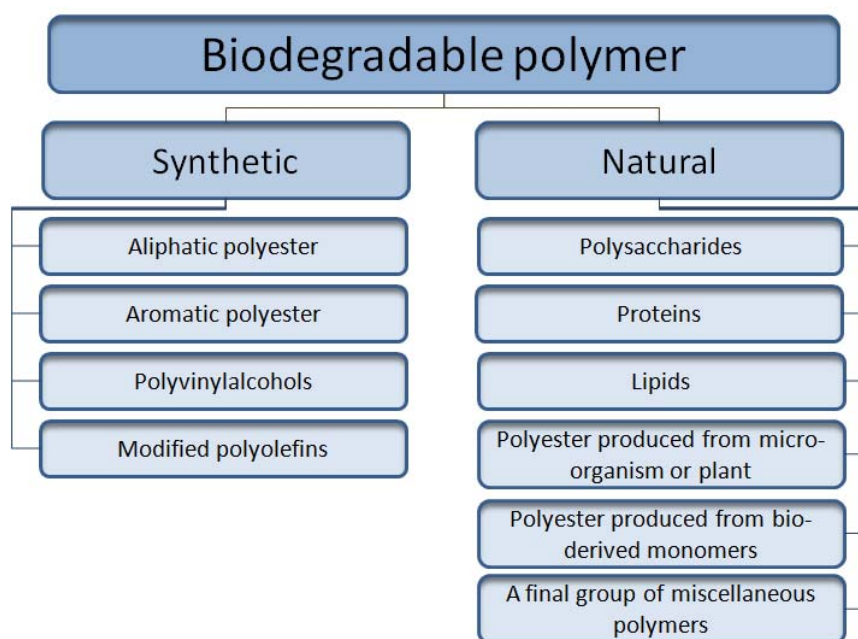 Biodegradable polymer
Synthetic
Aliphatic polyester
Aromatic polyester
Polyvinylalcohols
Modified polyolefins
Natural
Polysaccharides
Proteins
Lipids
Polyester produced from micro-
organism or plant
Polyester produced from bio-
derived monomers
A final group of miscellaneous
polymers